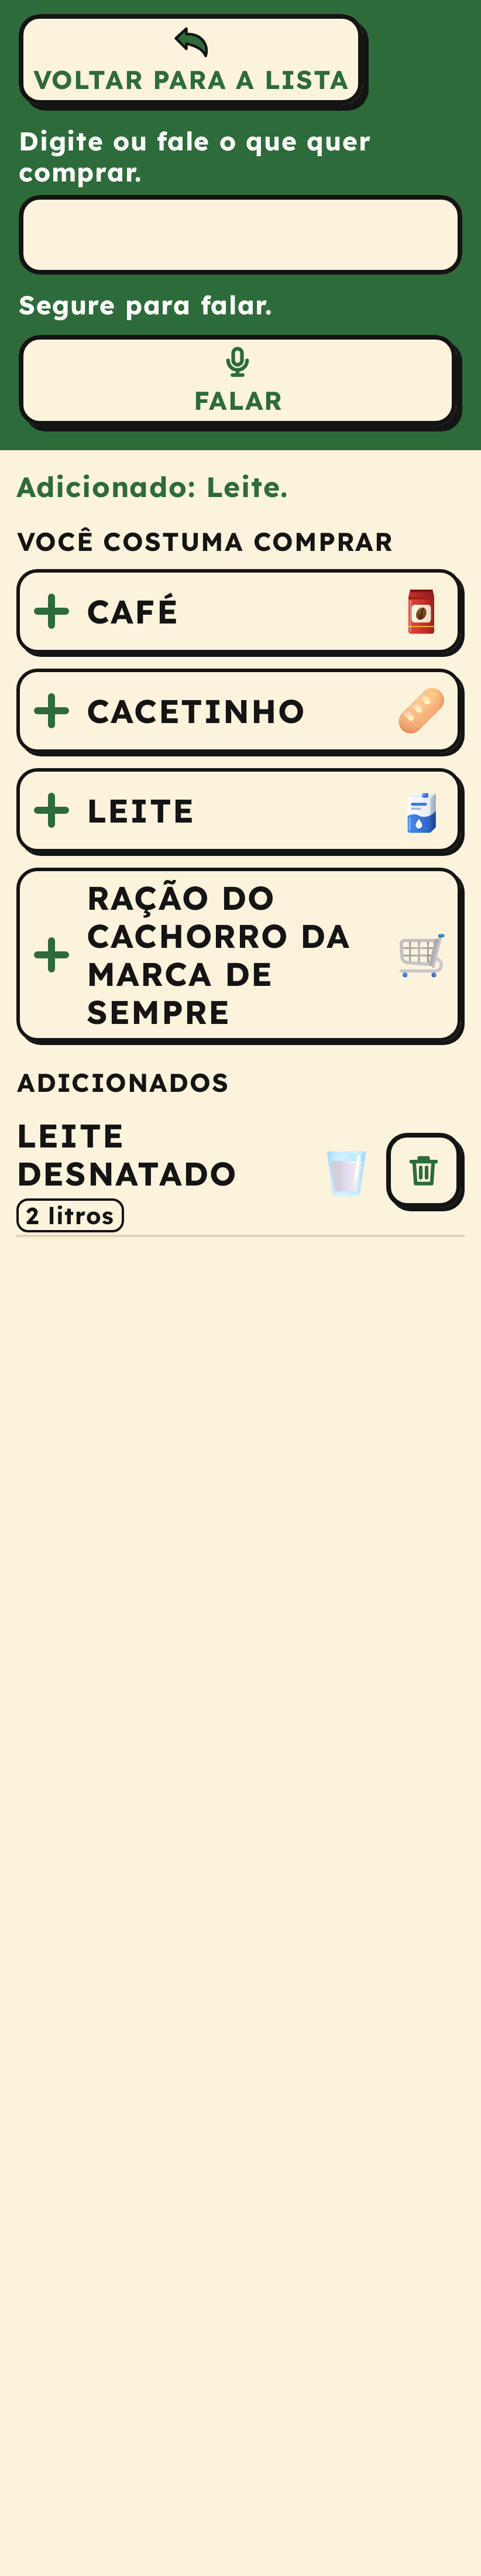 VOLTAR PARA A LISTA
Digite ou fale o que quer
comprar.
Segure para falar.
FALAR
Adicionado: Leite.
VOCÊ COSTUMA COMPRAR
CAFÉ
CACETINHO
LEITE
RAÇÃO DO
CACHORRO DA
MARCA DE
SEMPRE
ADICIONADOS
LEITE
DESNATADO
2 litros